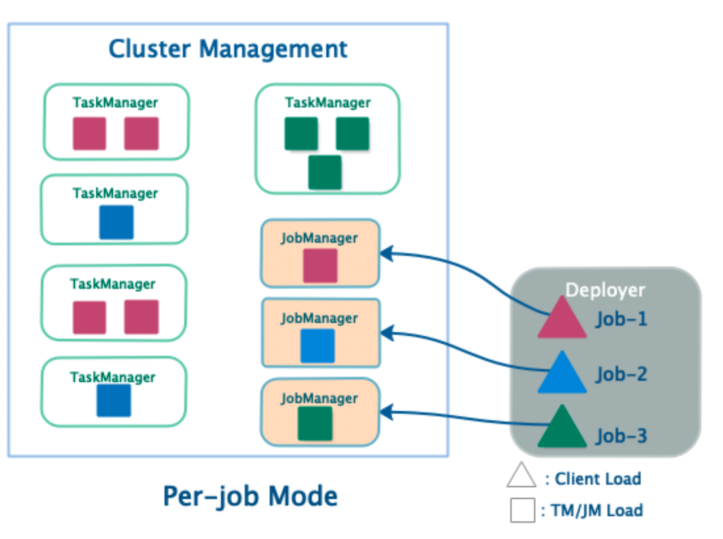 Cluster Management
TaskManager
TaskManager
TaskManager
TaskManager
TaskManager
JobManager
JobManager
JobManager
Deployer
Job-1
Job-2
Job-3
Per-job Mode
: Client Load
: TM/JM Load